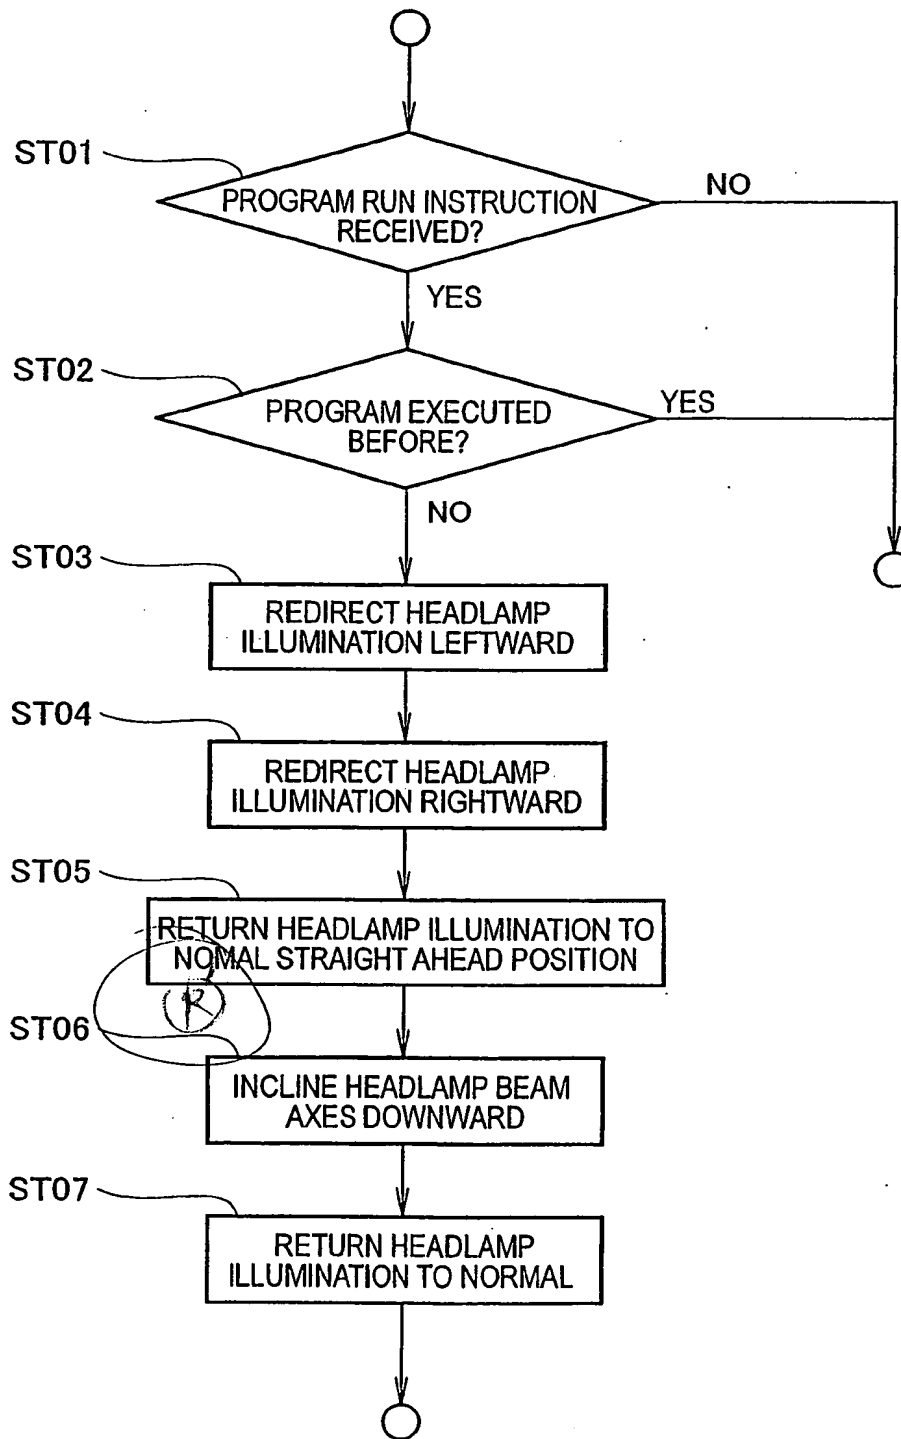 ST01
PROGRAM RUN INSTRUCTION
RECEIVED?
NO
YES
ST02
PROGRAM EXECUTED
BEFORE?
YES
NO
ST03
REDIRECT HEADLAMP
ILLUMINATION LEFTWARD
ST04
REDIRECT HEADLAMP
ILLUMINATION RIGHTWARD
ST05
RETURN HEADLAMP ILLUMINATION TO
NOMAL STRAIGHT AHEAD POSITION
R
ST06
INCLINE HEADLAMP BEAM
AXES DOWNWARD
ST07
RETURN HEADLAMP
ILLUMINATION TO NORMAL